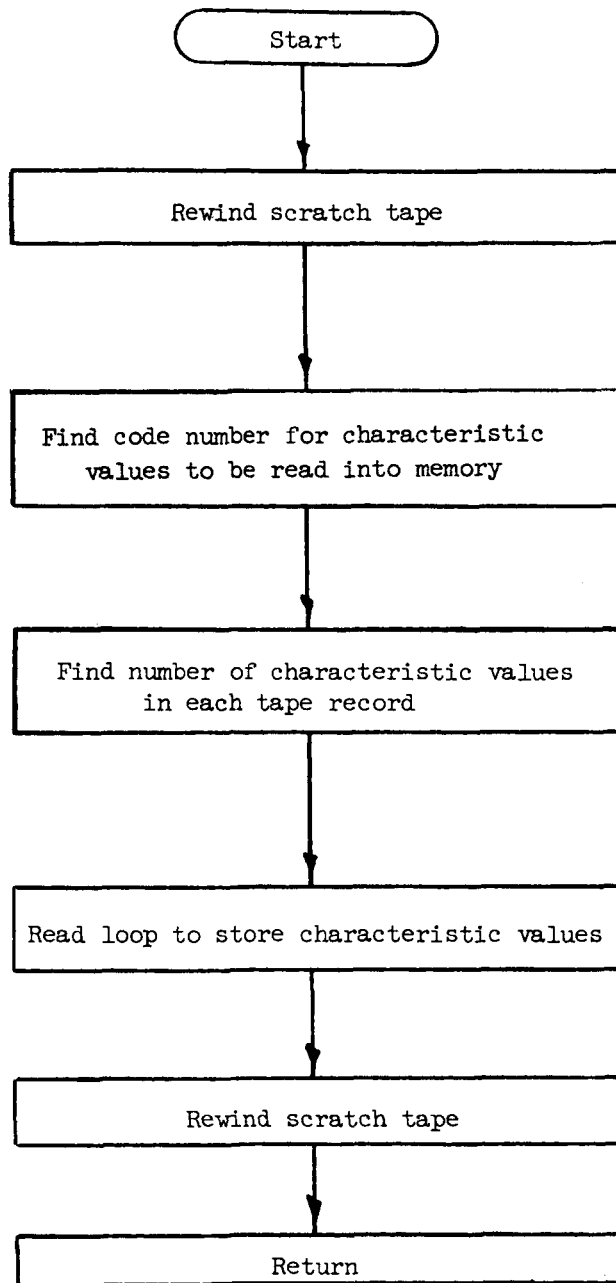 Start
Rewind scratch tape
Find code number for characteristic
values to be read into memory
Find number of characteristic values
in each tape record
Read loop to store characteristic values
Rewind scratch tape
Return